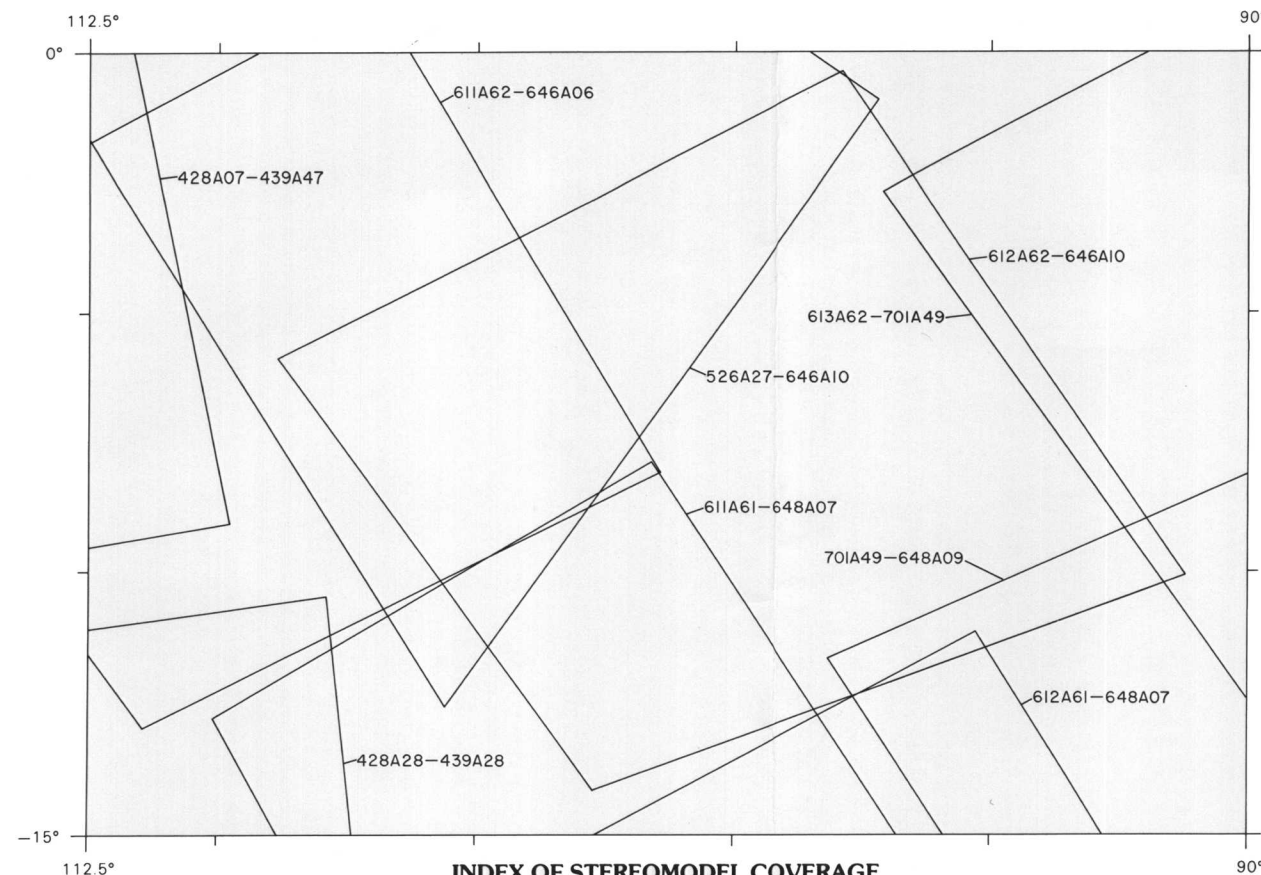 112.5°
90
0°
611A62–646A06
428A07–439A47
612A62–646A10
613A62–701A49
526A27–646A10
611A61–648A07
701A49–648A09
612A61–648A07
428A28–439A28
–15°
112.5°
90°
INDEX OF STEREOMODEL COVERAGE